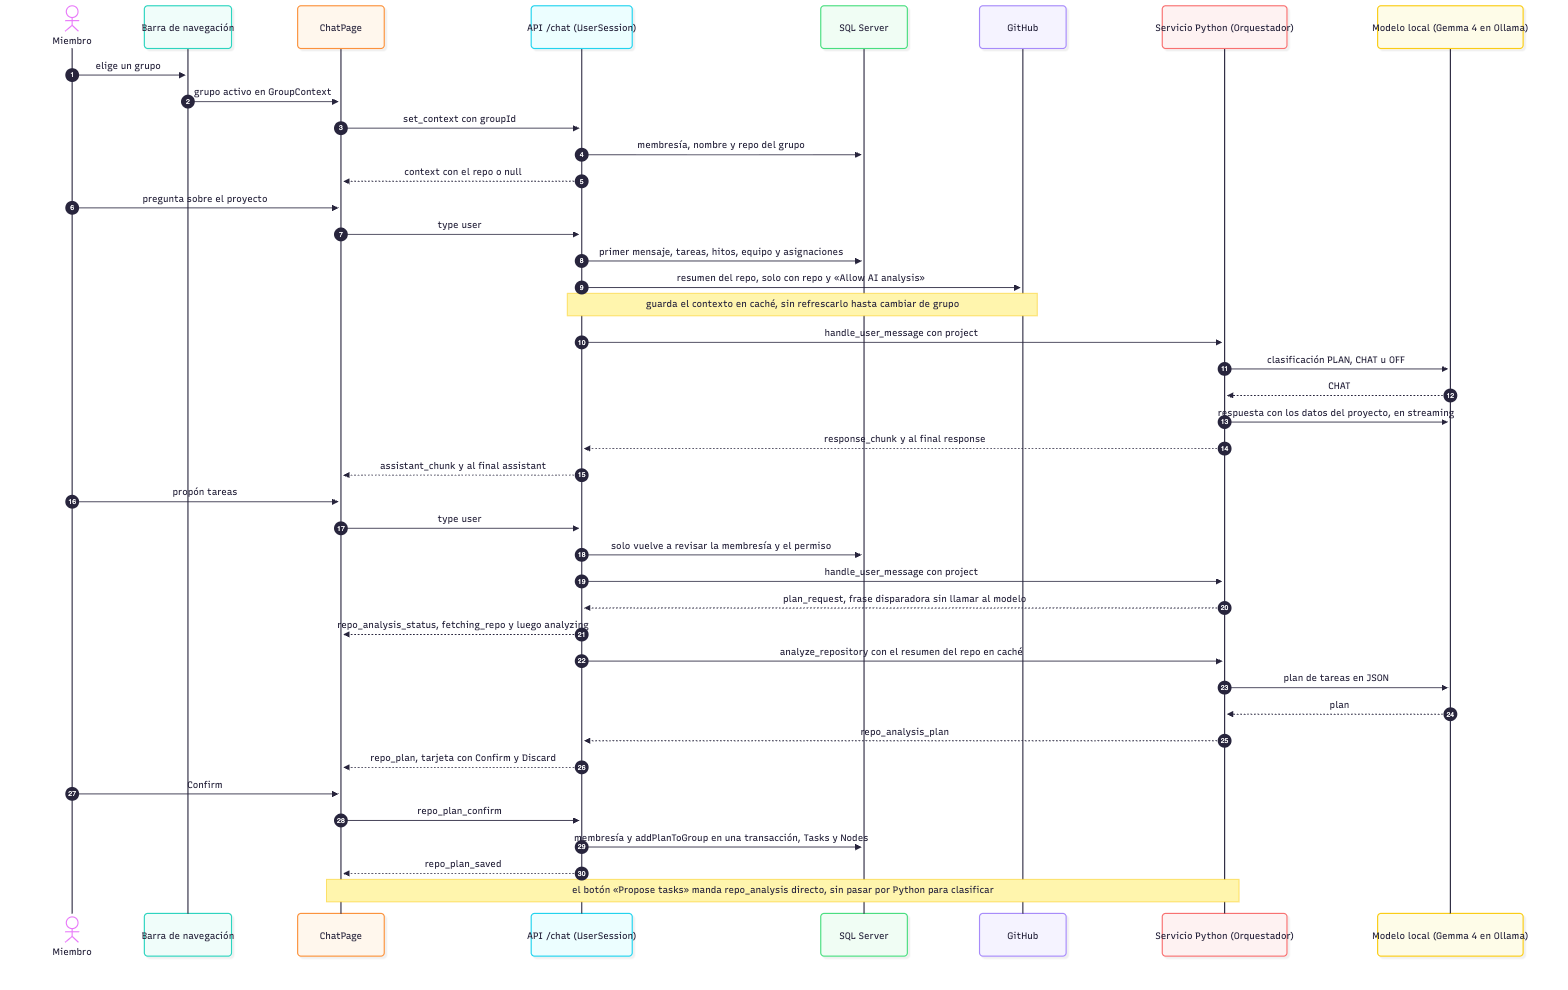 Miembro
Barra de navegación
ChatPage
API /chat (UserSession)
SQL Server
GitHub
Servicio Python (Orquestador)
Modelo local (Gemma 4 en Ollama)
1 elige un grupo
2 grupo activo en GroupContext
3 set_context con groupId
4 membresía, nombre y repo del grupo
5 context con el repo o null
6 pregunta sobre el proyecto
7 type user
8 primer mensaje, tareas, hitos, equipo y asignaciones
9 resumen del repo, solo con repo y «Allow AI analysis»
guarda el contexto en caché, sin refrescarlo hasta cambiar de grupo
10 handle_user_message con project
11 clasificación PLAN, CHAT u OFF
12 CHAT
13 respuesta con los datos del proyecto, en streaming
14 response_chunk y al final response
15 assistant_chunk y al final assistant
16 propón tareas
17 type user
18 solo vuelve a revisar la membresía y el permiso
19 handle_user_message con project
20 plan_request, frase disparadora sin llamar al modelo
21 repo_analysis_status, fetching_repo y luego analyzing
22 analyze_repository con el resumen del repo en caché
23 plan de tareas en JSON
24 plan
25 repo_analysis_plan
26 repo_plan, tarjeta con Confirm y Discard
27 Confirm
28 repo_plan_confirm
29 membresía y addPlanToGroup en una transacción, Tasks y Nodes
30 repo_plan_saved
el botón «Propose tasks» manda repo_analysis directo, sin pasar por Python para clasificar
Miembro
Barra de navegación
ChatPage
API /chat (UserSession)
SQL Server
GitHub
Servicio Python (Orquestador)
Modelo local (Gemma 4 en Ollama)